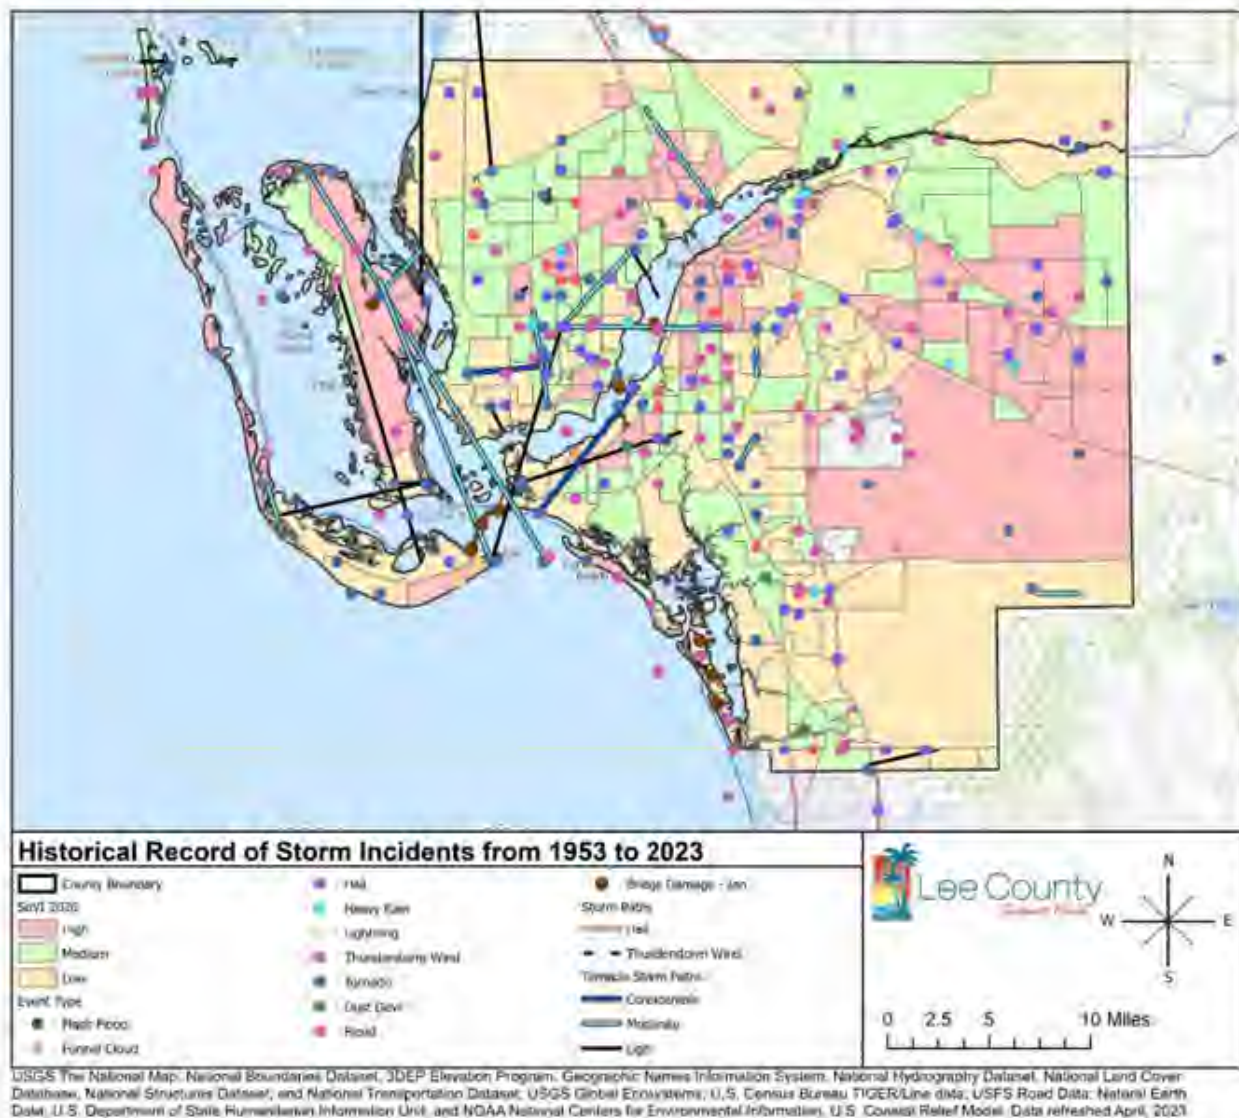 Historical Record of Storm Incidents from 1953 to 2023
County Boundary
SoVI 2020
High
Medium
Low
Event Type
Flash Flood
Funnel Cloud
Hail
Heavy Rain
Lightning
Thunderstorm Wind
Tornado
Dust Devil
Flood
Bridge Damage - Ian
Storm Paths
Hail
Thunderstorm Wind
Tornado Storm Paths
Considerable
Moderate
Light
Lee County
Southwest Florida
N
W
E
S
0 2.5 5 10 Miles
USGS The National Map: National Boundaries Dataset, 3DEP Elevation Program, Geographic Names Information System, National Hydrography Dataset, National Land Cover
Database, National Structures Dataset, and National Transportation Dataset; USGS Global Ecosystems; U.S. Census Bureau TIGER/Line data; USFS Road Data; Natural Earth
Data; U.S. Department of State Humanitarian Information Unit; and NOAA National Centers for Environmental Information, U.S. Coastal Relief Model. Data refreshed April, 202